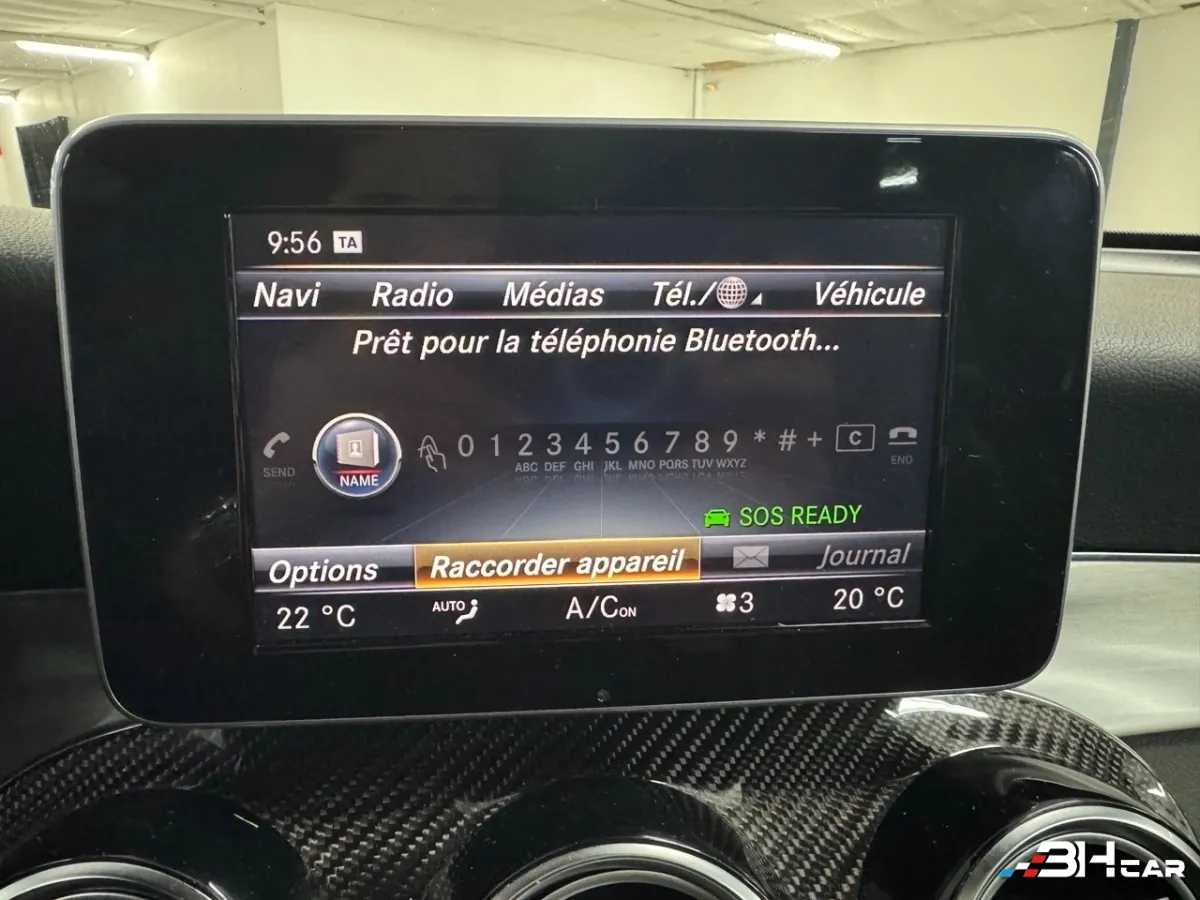 9:56 TA
Navi Radio Médias Tél./ Véhicule
Prêt pour la téléphonie Bluetooth...
SEND NAME 0 1 2 3 4 5 6 7 8 9 * # + C END
ABC DEF GHI JKL MNO PQRS TUV WXYZ
SOS READY
Options Raccorder appareil Journal
22 °C AUTO A/C ON 3 20 °C
3HCAR